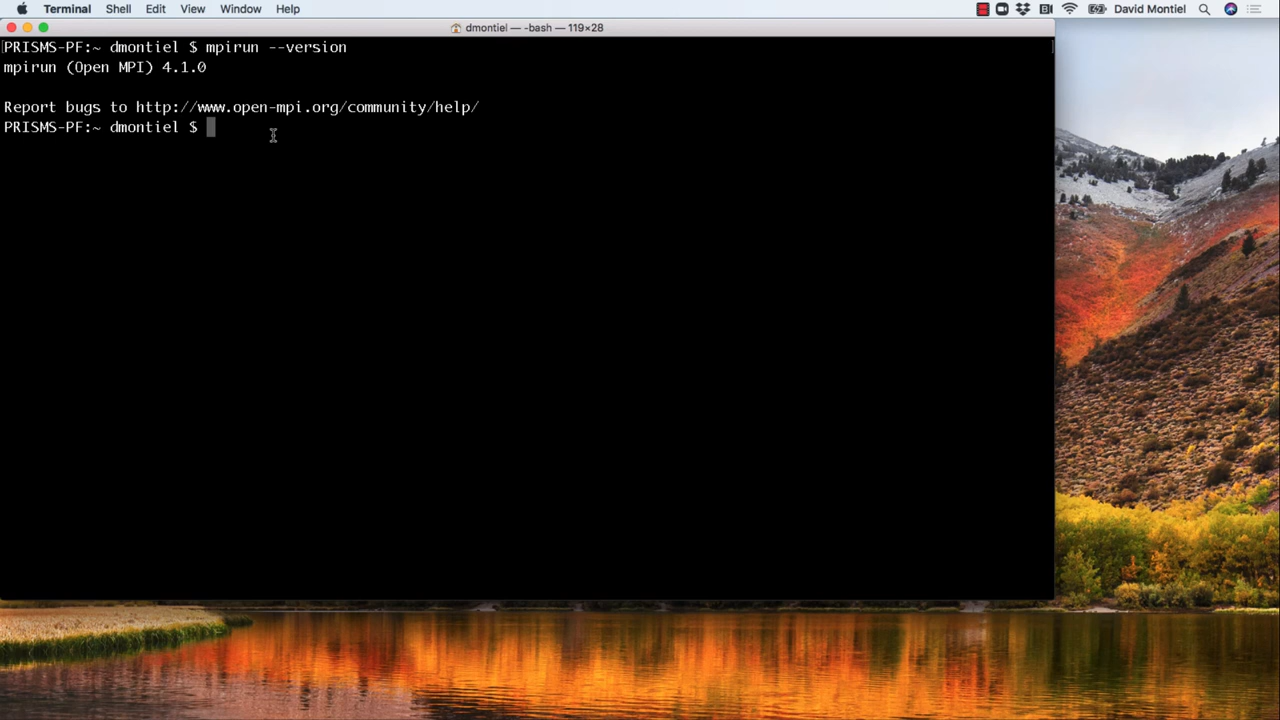 Terminal Shell Edit View Window Help David Montiel
dmontiel — -bash — 119×28
PRISMS-PF:~ dmontiel $ mpirun --version
mpirun (Open MPI) 4.1.0
Report bugs to http://www.open-mpi.org/community/help/
PRISMS-PF:~ dmontiel $